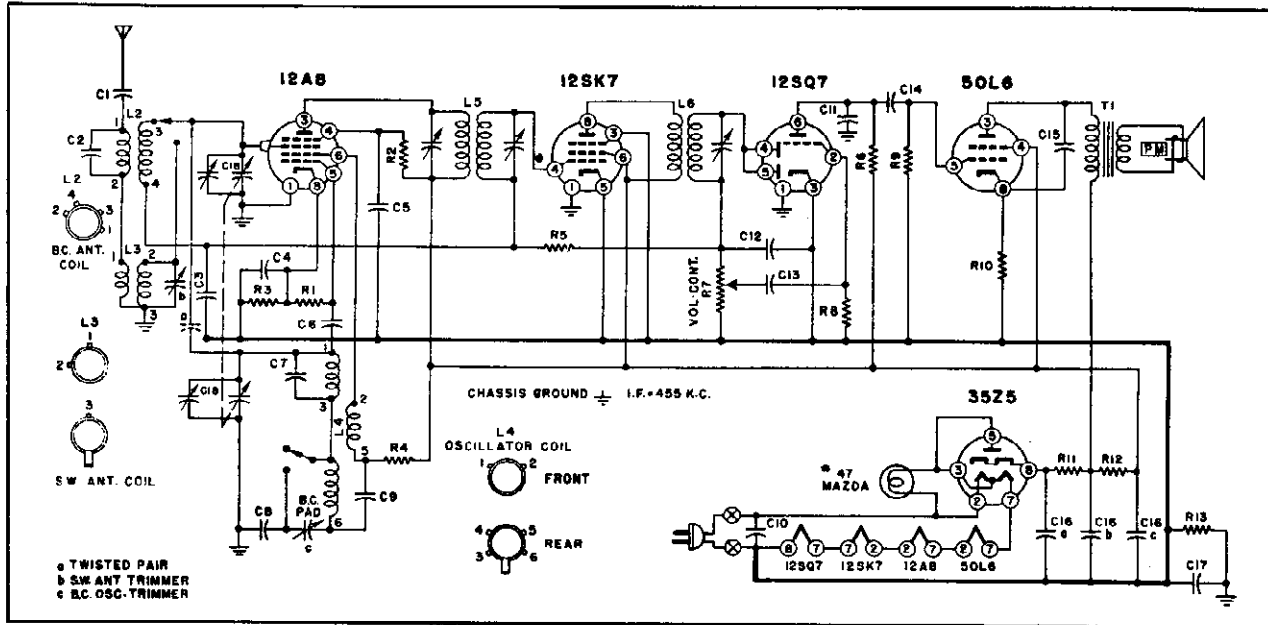 12A8
12SK7
12SQ7
50L6
C1
L2
C2
L2
B.C. ANT.
COIL
L3
C3
L3
S.W. ANT. COIL
C18
R2
C5
L5
L6
C11
C14
R6
R9
C15
T1
PM
C4
R3
R1
C6
R5
C12
VOL-CONT.
R7
C13
R8
R10
C7
C18
L4
R4
C8
B.C.
PAD
C9
CHASSIS GROUND
I.F.=455 K.C.
L4
OSCILLATOR COIL
FRONT
REAR
35Z5
* 47
MAZDA
R11
R12
C10
C16
a
C16
b
C16
c
R13
C17
12SQ7
12SK7
12A8
50L6
a TWISTED PAIR
b S.W. ANT TRIMMER
c B.C. OSC-TRIMMER